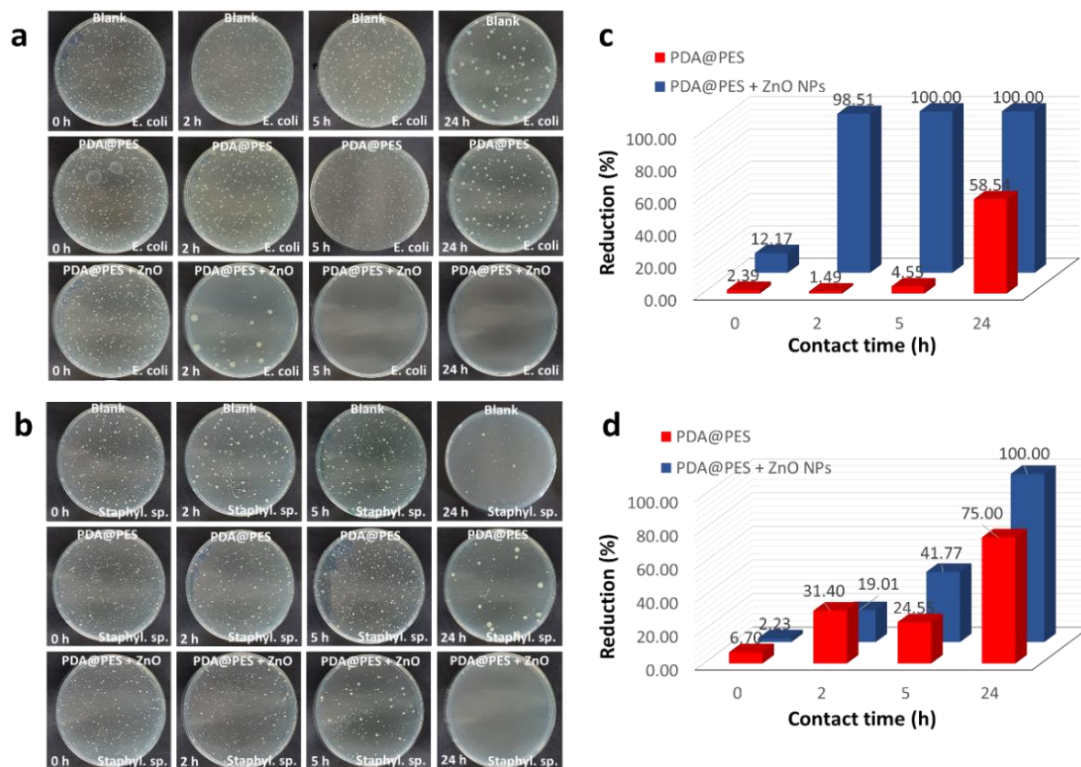 a
Blank
Blank
Blank
Blank
0 h
E. coli
2 h
E. coli
5 h
E. coli
24 h
E. coli
PDA@PES
PDA@PES
PDA@PES
PDA@PES
0 h
E. coli
2 h
E. coli
5 h
E. coli
24 h
E. coli
PDA@PES + ZnO
PDA@PES + ZnO
PDA@PES + ZnO
PDA@PES + ZnO
0 h
E. coli
2 h
E. coli
5 h
E. coli
24 h
E. coli
b
Blank
Blank
Blank
Blank
0 h
Staphyl. sp.
2 h
Staphyl. sp.
5 h
Staphyl. sp.
24 h
Staphyl. sp.
PDA@PES
PDA@PES
PDA@PES
PDA@PES
0 h
Staphyl. sp.
2 h
Staphyl. sp.
5 h
Staphyl. sp.
24 h
Staphyl. sp.
PDA@PES + ZnO
PDA@PES + ZnO
PDA@PES + ZnO
PDA@PES + ZnO
0 h
Staphyl. sp.
2 h
Staphyl. sp.
5 h
Staphyl. sp.
24 h
Staphyl. sp.
c
PDA@PES
PDA@PES + ZnO NPs
Reduction (%)
100.00
80.00
60.00
40.00
20.00
0.00
12.17
98.51
100.00
100.00
2.39
1.49
4.55
58.54
0
2
5
24
Contact time (h)
d
PDA@PES
PDA@PES + ZnO NPs
Reduction (%)
100.00
80.00
60.00
40.00
20.00
0.00
2.23
19.01
41.77
100.00
6.70
31.40
24.55
75.00
0
2
5
24
Contact time (h)